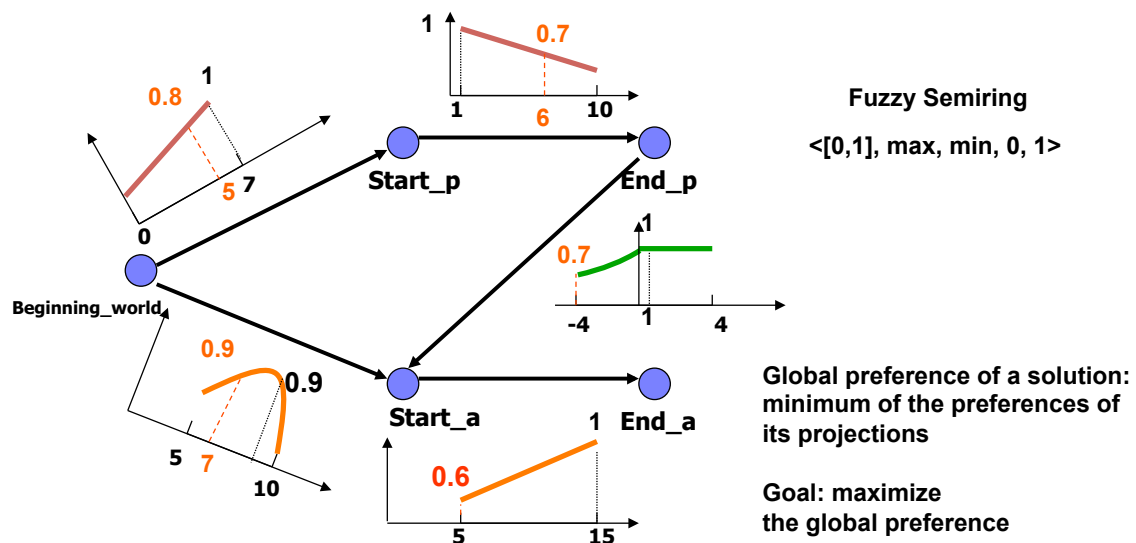 1
0.7
1
10
6
1
0.8
7
5
0
Fuzzy Semiring
<[0,1], max, min, 0, 1>
Start_p
End_p
Beginning_world
1
0.7
-4
1
4
0.9
0.9
5
7
10
Start_a
End_a
1
0.6
5
15
Global preference of a solution:
minimum of the preferences of
its projections
Goal: maximize
the global preference